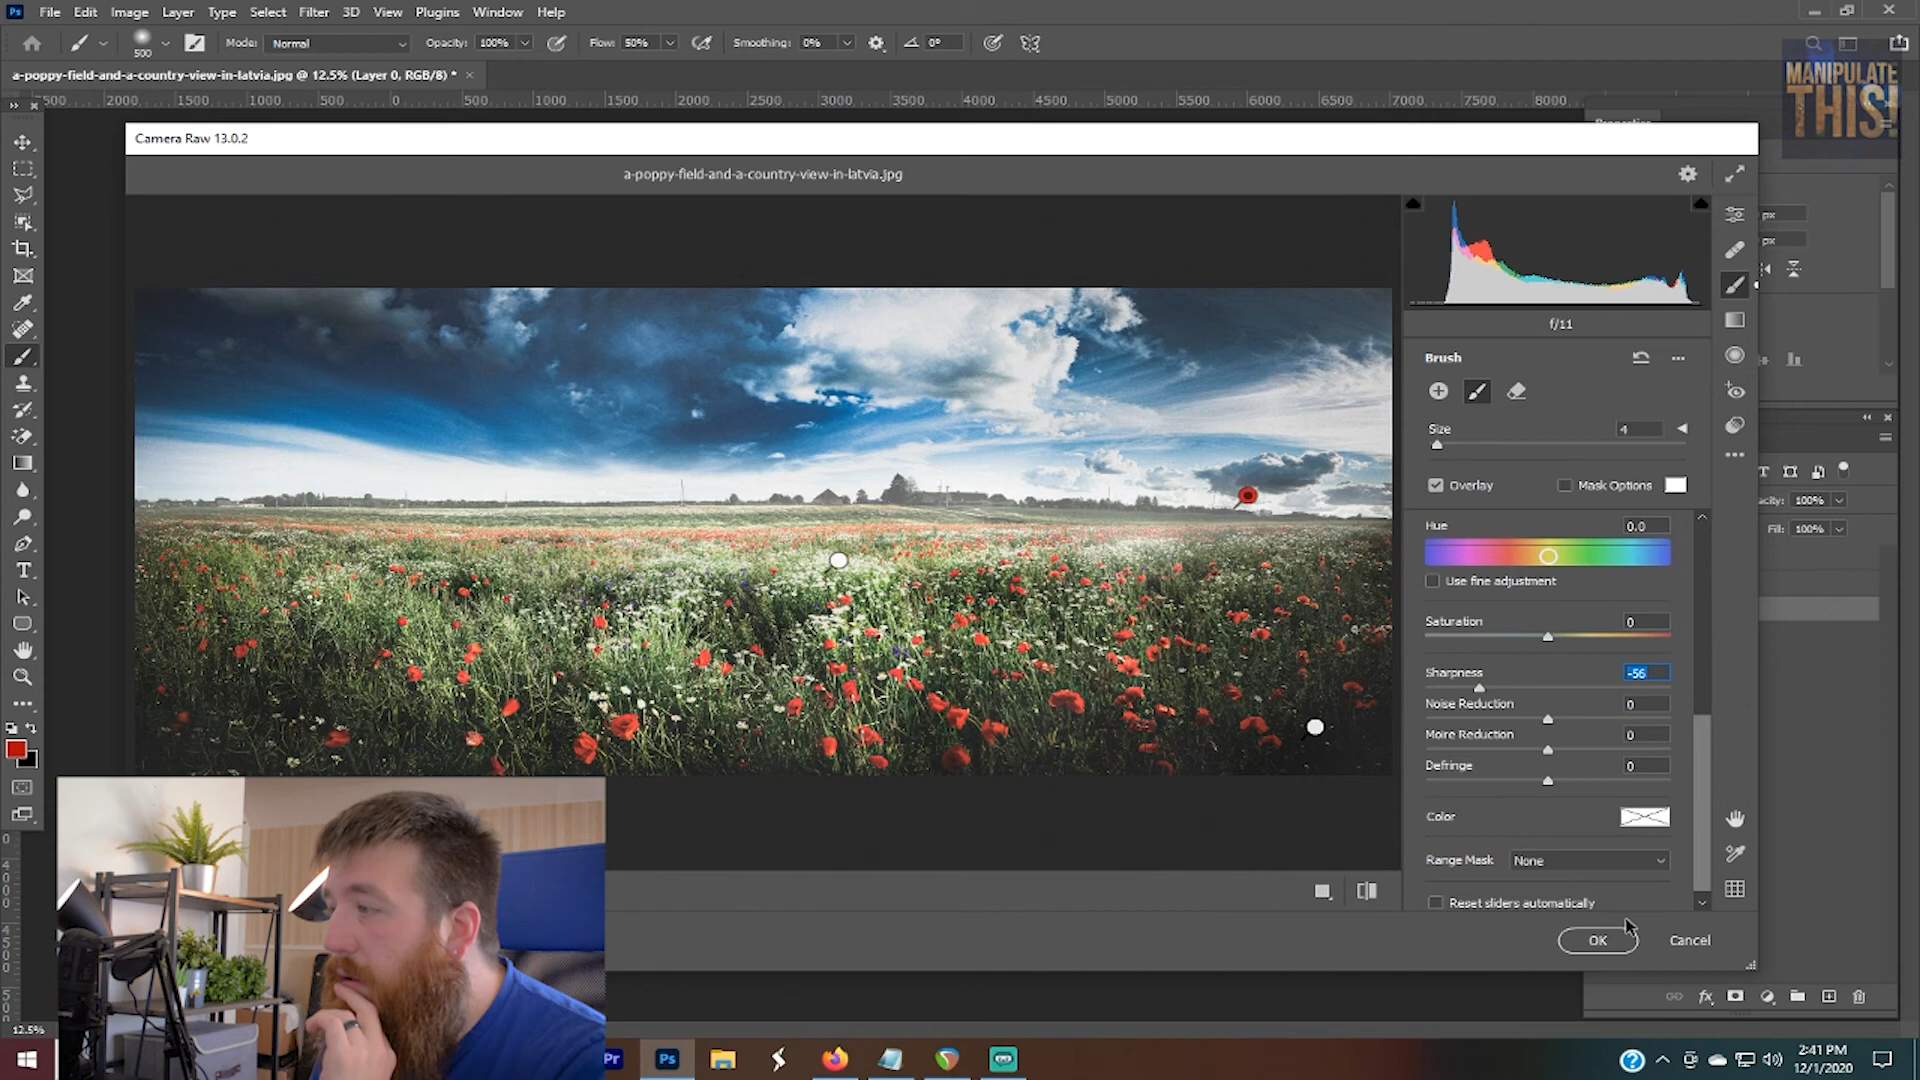 Ps File Edit Image Layer Type Select Filter 3D View Plugins Window Help
500 Mode: Normal Opacity: 100% Flow: 50% Smoothing: 0% 0°
a-poppy-field-and-a-country-view-in-latvia.jpg @ 12.5% (Layer 0, RGB/8) *
MANIPULATE
THIS!
2000 1500 1000 500 0 500 1000 1500 2000 2500 3000 3500 4000 4500 5000 5500 6000 6500 7000 7500 8000
Camera Raw 13.0.2
a-poppy-field-and-a-country-view-in-latvia.jpg
px
px
f/11
Brush
Size 4
Overlay Mask Options
Hue 0.0
Use fine adjustment
Saturation 0
Sharpness -56
Noise Reduction 0
Moire Reduction 0
Defringe 0
Color
Range Mask None
Reset sliders automatically
OK Cancel
100%
Fill: 100%
fx
12.5%
Pr Ps
2:41 PM
12/1/2020